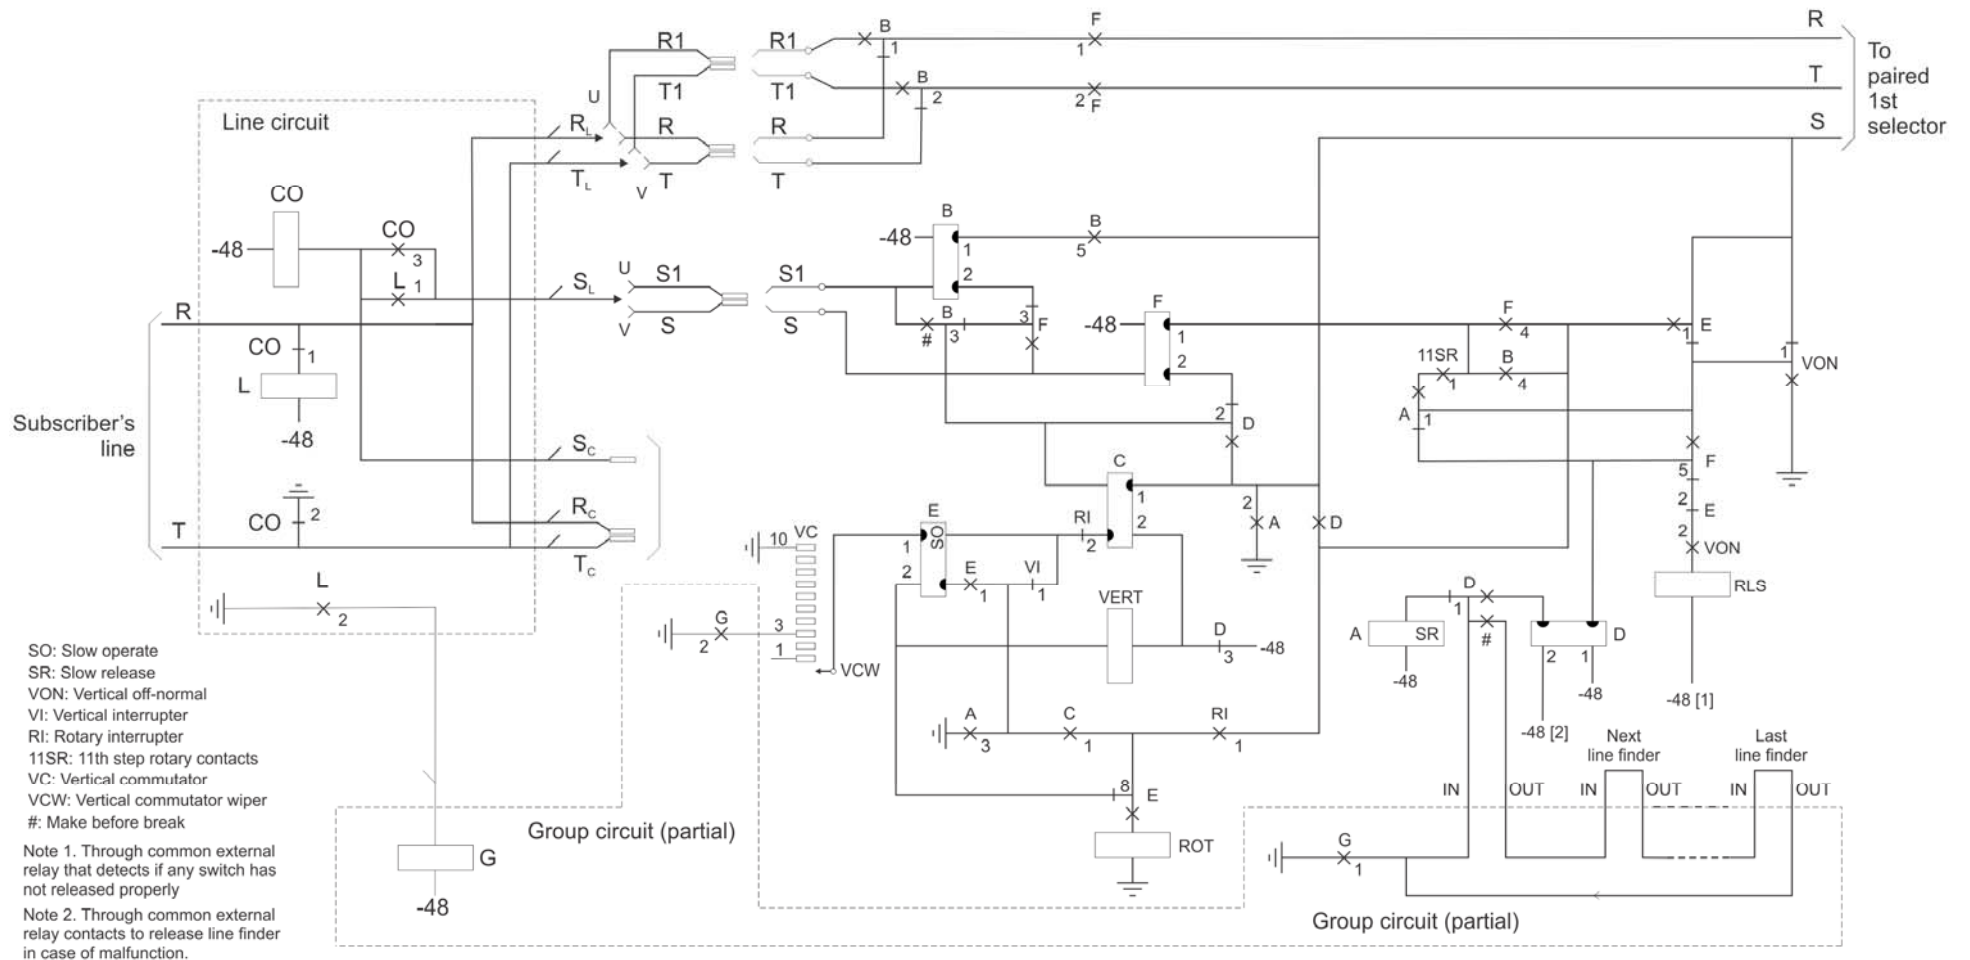 R
R1
R1
B
1
F
1
T
T1
T1
B
2
2
F
To
paired
1st
selector
U
Line circuit
R_L
R
R
S
T_L
V
T
T
CO
B
-48
1
2
B
5
CO
3
-48
L
1
S_L
U
S1
S1
V
S
S
B
#
3
3
F
F
-48
1
2
F
4
1
E
R
CO
1
11SR
1
B
4
1
VON
L
-48
A
1
2
D
Subscriber's
line
S_C
C
1
2
F
5
2
E
2
VON
R_C
CO
2
T
T_C
10
VC
E
SO
1
2
RI
2
2
A
D
E
1
VI
1
RLS
L
2
G
2
3
1
VERT
D
1
#
A
SR
D
2
1
VCW
D
3
-48
-48
-48
-48 [1]
-48 [2]
SO: Slow operate
SR: Slow release
VON: Vertical off-normal
VI: Vertical interrupter
RI: Rotary interrupter
11SR: 11th step rotary contacts
VC: Vertical commutator
VCW: Vertical commutator wiper
#: Make before break
A
3
C
1
RI
1
Next
line finder
Last
line finder
8
E
IN
OUT
IN
OUT
IN
OUT
Group circuit (partial)
ROT
G
1
G
-48
Group circuit (partial)
Note 1. Through common external
relay that detects if any switch has
not released properly
Note 2. Through common external
relay contacts to release line finder
in case of malfunction.